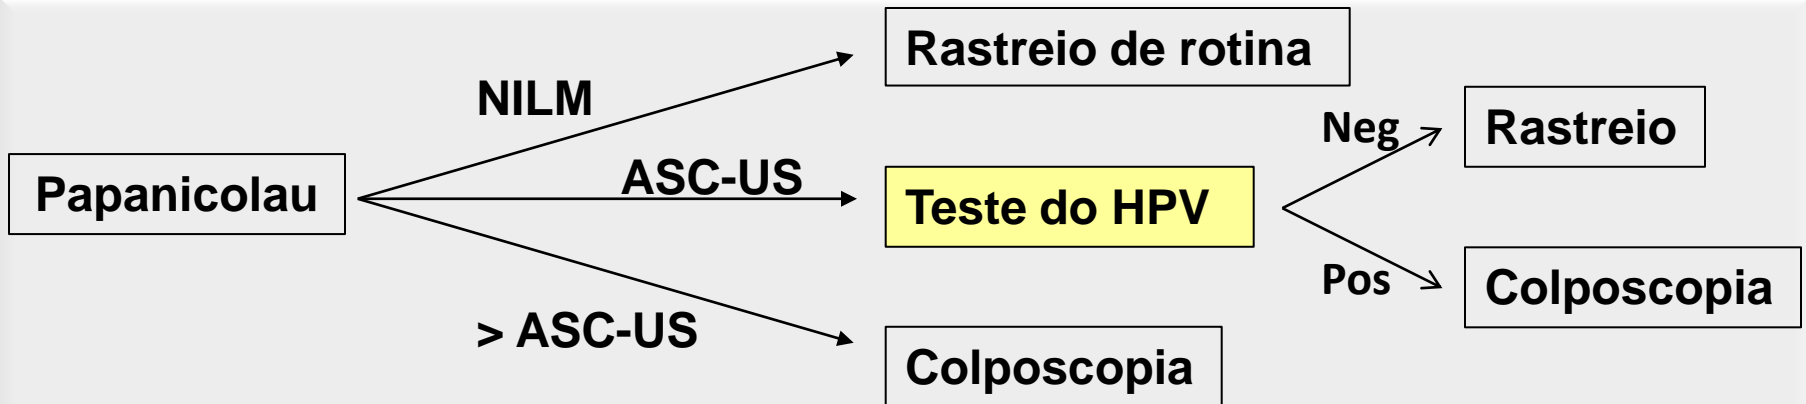 Rastreio de rotina
NILM
Neg
Rastreio
Papanicolau
ASC-US
Teste do HPV
Pos
Colposcopia
> ASC-US
Colposcopia